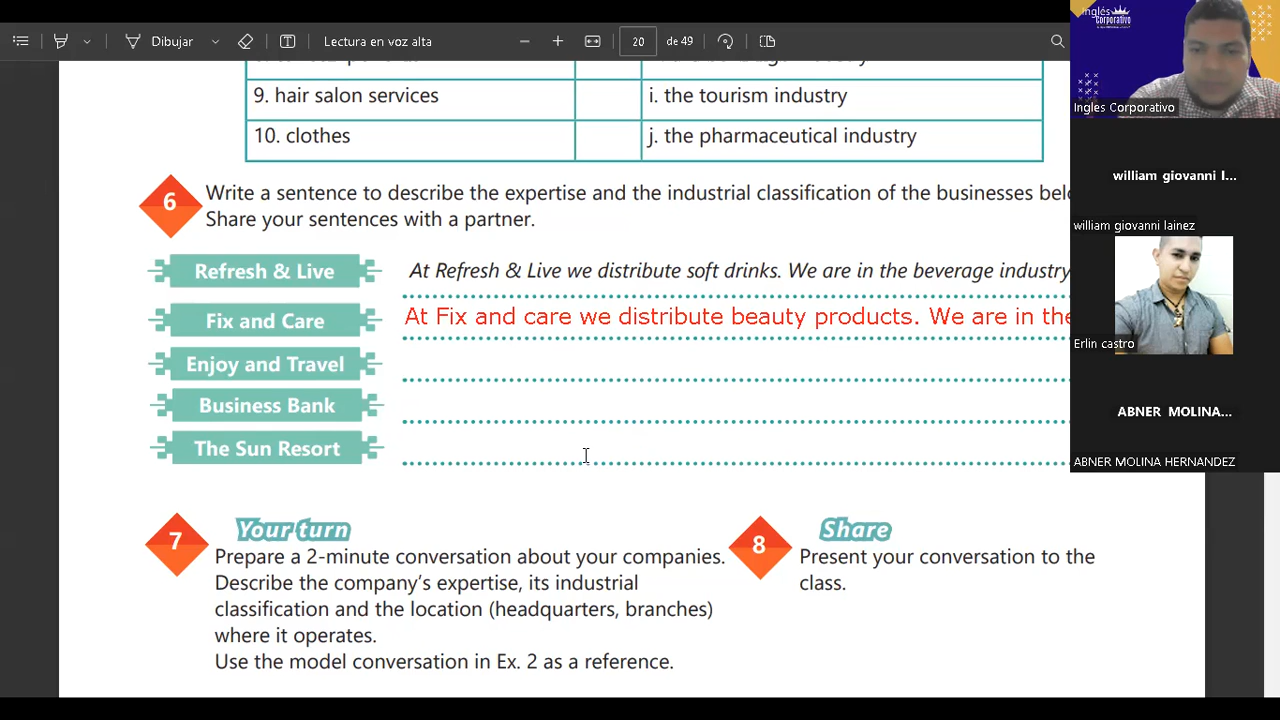 Dibujar
Lectura en voz alta
20
de 49
9. hair salon services
i. the tourism industry
10. clothes
j. the pharmaceutical industry
6
Write a sentence to describe the expertise and the industrial classification of the businesses
Share your sentences with a partner.
Refresh & Live
At Refresh & Live we distribute soft drinks. We are in the beverage industry
Fix and Care
At Fix and care we distribute beauty products. We are in the
Enjoy and Travel
Business Bank
The Sun Resort
7
Your turn
Prepare a 2-minute conversation about your companies.
Describe the company's expertise, its industrial
classification and the location (headquarters, branches)
where it operates.
Use the model conversation in Ex. 2 as a reference.
8
Share
Present your conversation to the
class.
Inglés
Corporativo
Ingles Corporativo
william giovanni l...
william giovanni lainez
Erlin castro
ABNER MOLINA...
ABNER MOLINA HERNANDEZ